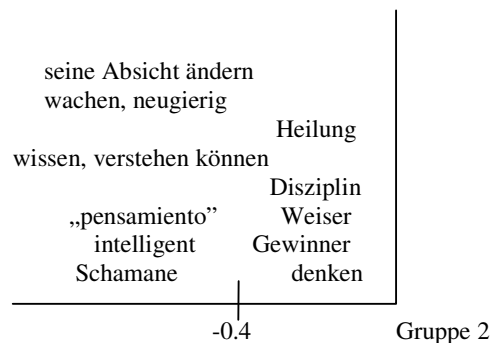 seine Absicht ändern
wachen, neugierig
Heilung
wissen, verstehen können
Disziplin
„pensamiento” Weiser
intelligent Gewinner
Schamane denken
-0.4 Gruppe 2